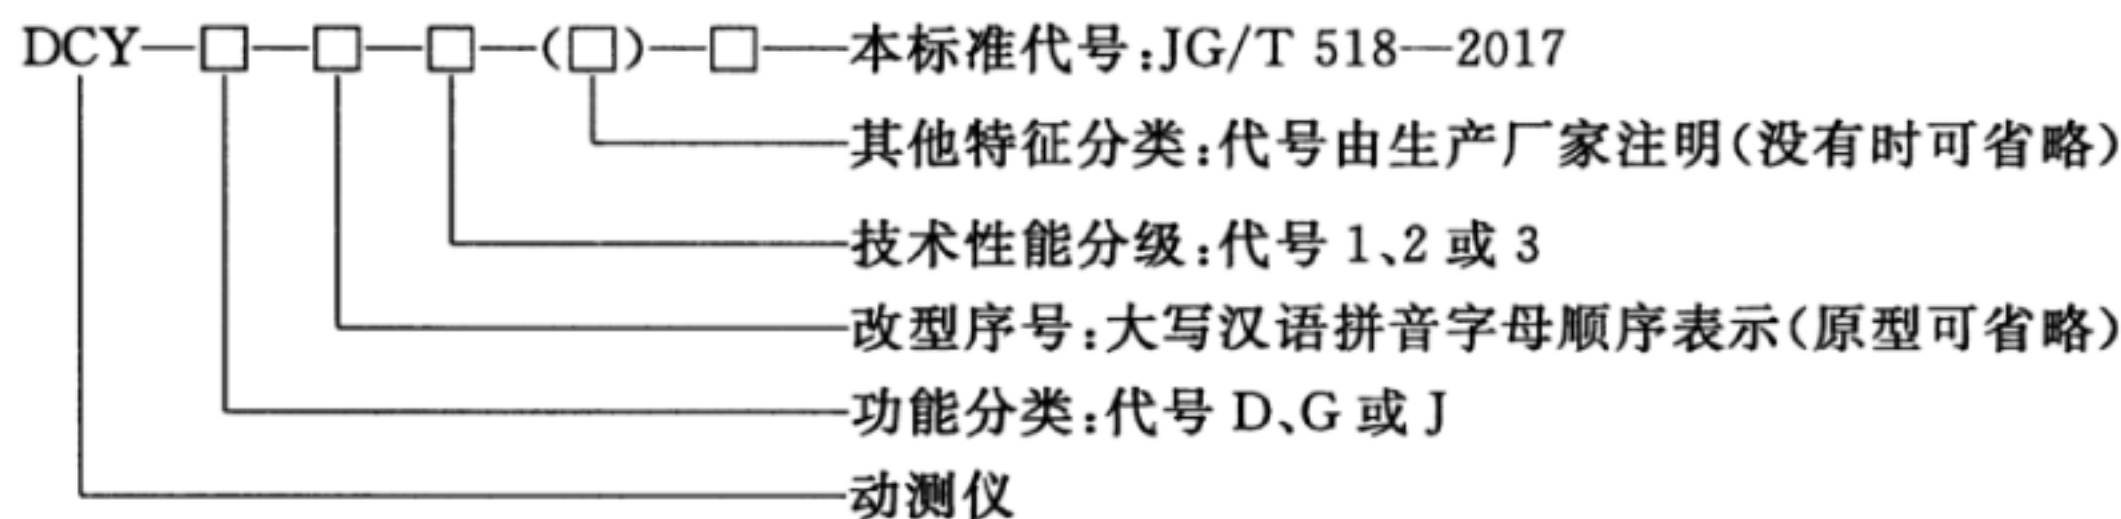 DCY—□—□—□—(□)—□——本标准代号:JG/T 518—2017
其他特征分类:代号由生产厂家注明(没有时可省略)
技术性能分级:代号 1、2 或 3
改型序号:大写汉语拼音字母顺序表示(原型可省略)
功能分类:代号 D、G 或 J
动测仪